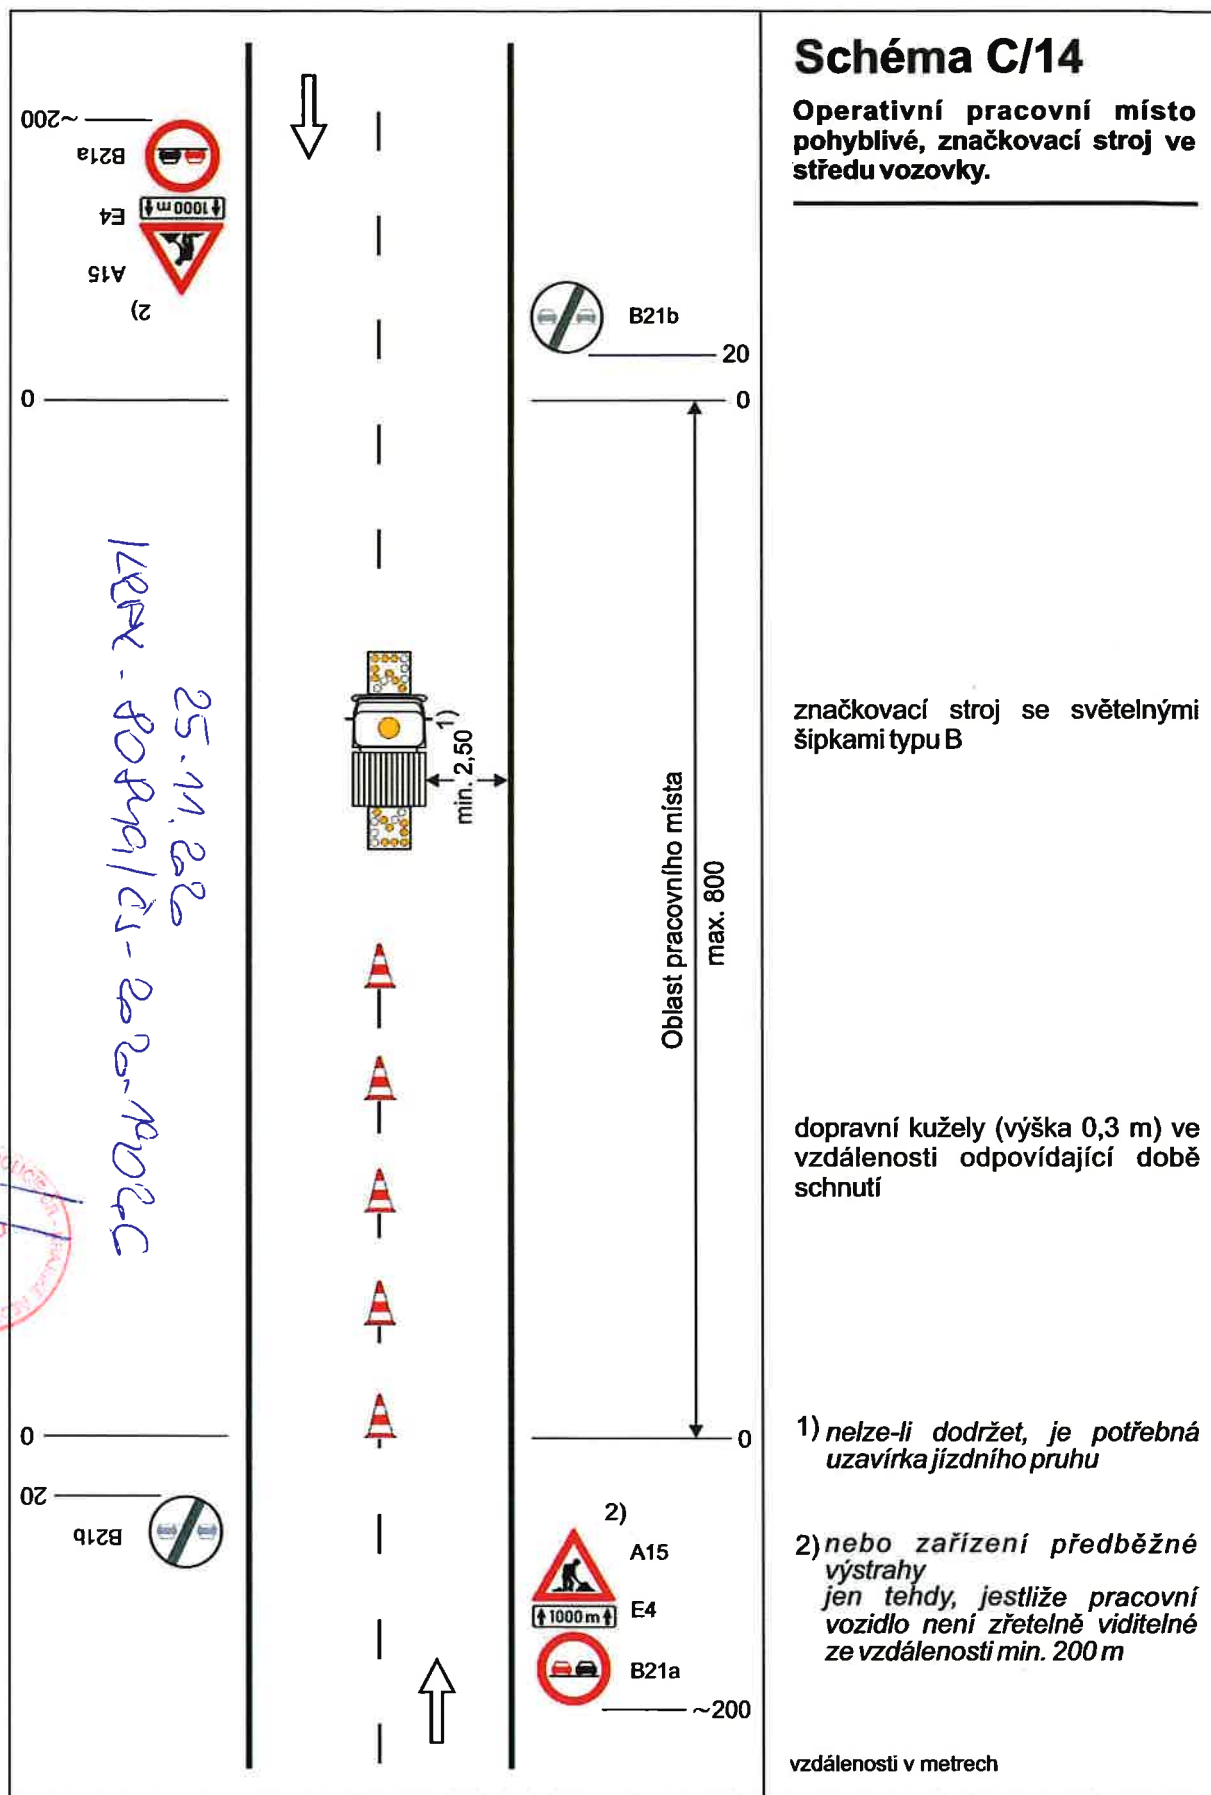 Schéma C/14
Operativní pracovní místo
pohyblivé, značkovací stroj ve
středu vozovky.
~200
B21a
1000 m
E4
A15
2)
0
B21b
20
0
1)
min. 2,50
Oblast pracovního místa
max. 800
značkovací stroj se světelnými
šipkami typu B
25.11.2020
dopravní kužely (výška 0,3 m) ve
vzdálenosti odpovídající době
schnutí
0
20
B21b
0
2)
A15
1000 m
E4
B21a
~200
1) nelze-li dodržet, je potřebná
uzavírka jízdního pruhu
2) nebo zařízení předběžné
výstrahy
jen tehdy, jestliže pracovní
vozidlo není zřetelně viditelné
ze vzdálenosti min. 200 m
vzdálenosti v metrech